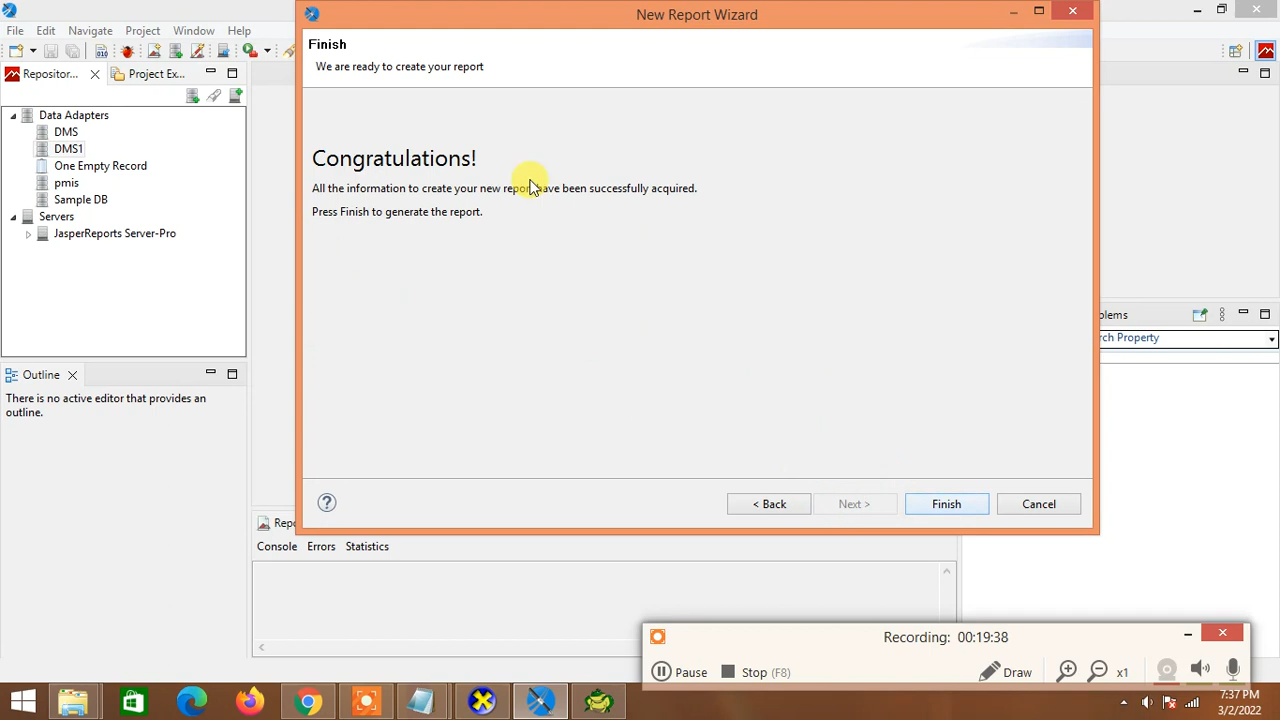 New Report Wizard
File Edit Navigate Project Window Help
Finish
We are ready to create your report
Repositor... Project Ex...
Data Adapters
DMS
DMS1
One Empty Record
pmis
Sample DB
Servers
JasperReports Server-Pro
Congratulations!
All the information to create your new report have been successfully acquired.
Press Finish to generate the report.
Outline
There is no active editor that provides an
outline.
blems
rch Property
? < Back Next > Finish Cancel
Repo
Console Errors Statistics
Recording: 00:19:38
Pause Stop (F8) Draw x1
7:37 PM
3/2/2022